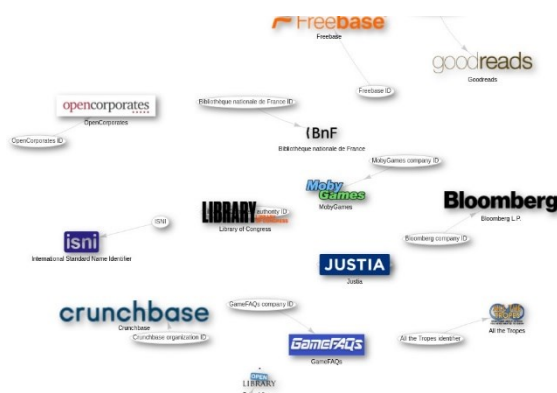 Freebase
Freebase
goodreads
Goodreads
Freebase ID
opencorporates
OpenCorporates
Bibliothèque nationale de France ID
OpenCorporates ID
BnF
Bibliothèque nationale de France
MobyGames company ID
Moby
Games
MobyGames
Bloomberg
Bloomberg L.P.
LIBRARY
authority ID
Library of Congress
ISNI
isni
International Standard Name Identifier
Bloomberg company ID
JUSTIA
Justia
crunchbase
Crunchbase
Crunchbase organization ID
GameFAQs company ID
GameFAQs
GameFAQs
All the Tropes
All the Tropes identifier
OPEN
LIBRARY